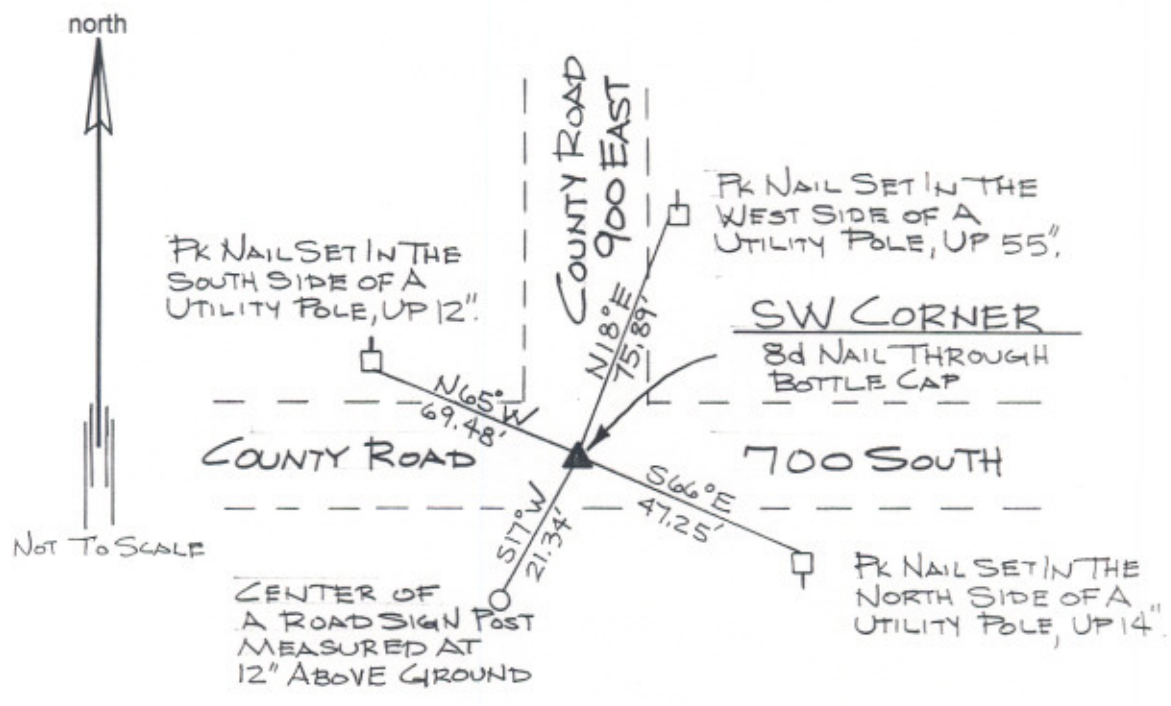 north
COUNTY ROAD
900 EAST
PK NAIL SET IN THE
WEST SIDE OF A
UTILITY POLE, UP 55".
PK NAIL SET IN THE
SOUTH SIDE OF A
UTILITY POLE, UP 12".
N18°E
75.89'
SW CORNER
8d NAIL THROUGH
BOTTLE CAP
N65°W
69.48'
COUNTY ROAD
700 SOUTH
S66°E
47.25'
S17°W
21.34'
NOT TO SCALE
CENTER OF
A ROAD SIGN POST
MEASURED AT
12" ABOVE GROUND
PK NAIL SET IN THE
NORTH SIDE OF A
UTILITY POLE, UP 14".